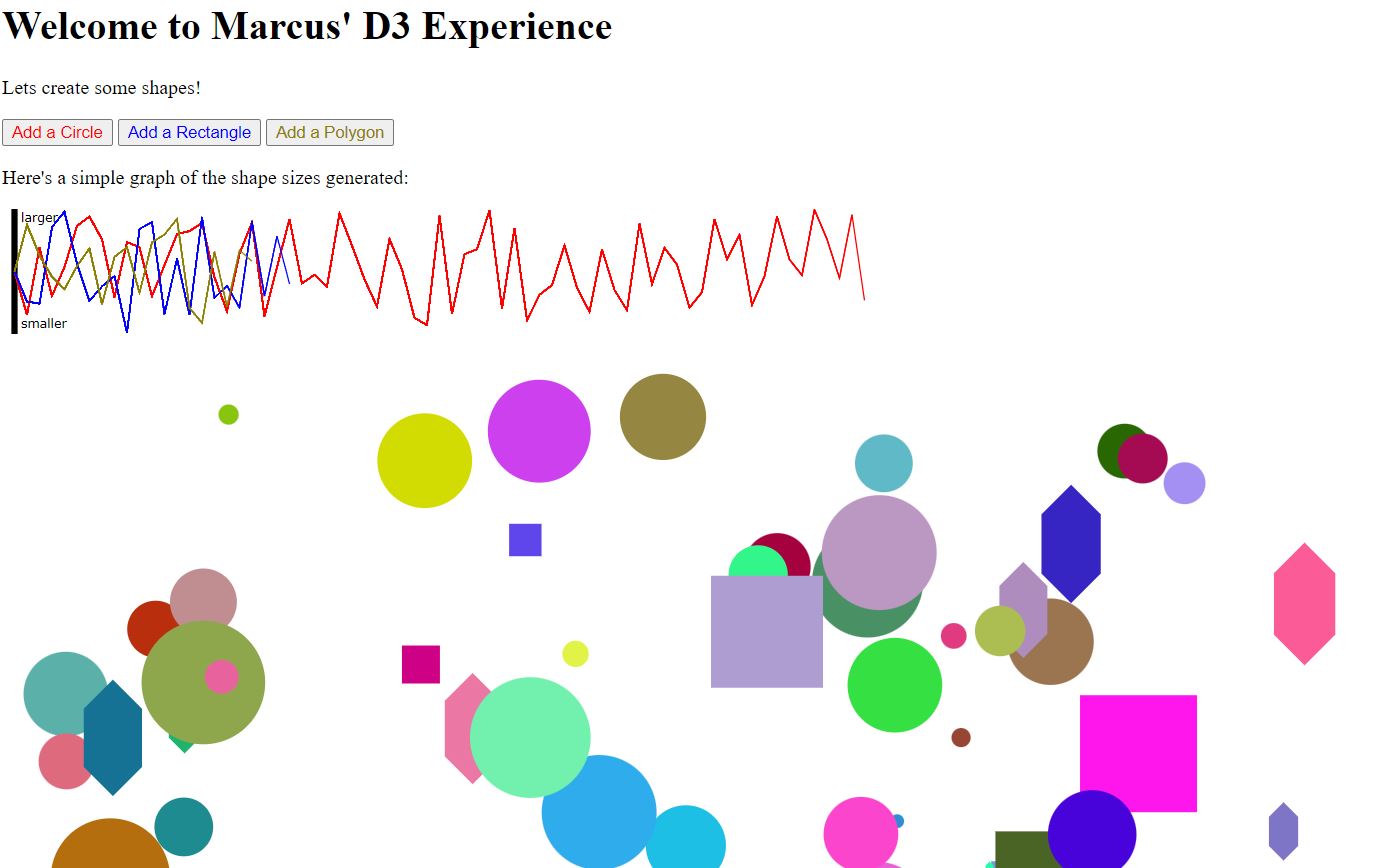 Welcome to Marcus' D3 Experience
Lets create some shapes!
Add a Circle Add a Rectangle Add a Polygon
Here's a simple graph of the shape sizes generated:
larger
smaller